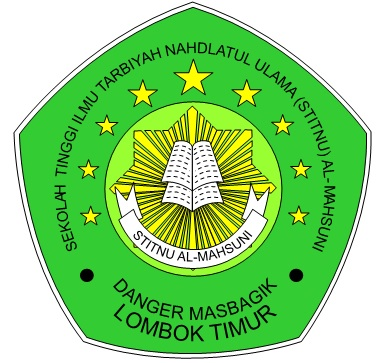 SEKOLAH TINGGI ILMU TARBIYAH NAHDLATUL ULAMA (STITNU) AL-MAHSUNI
STITNU AL-MAHSUNI
DANGER MASBAGIK
LOMBOK TIMUR